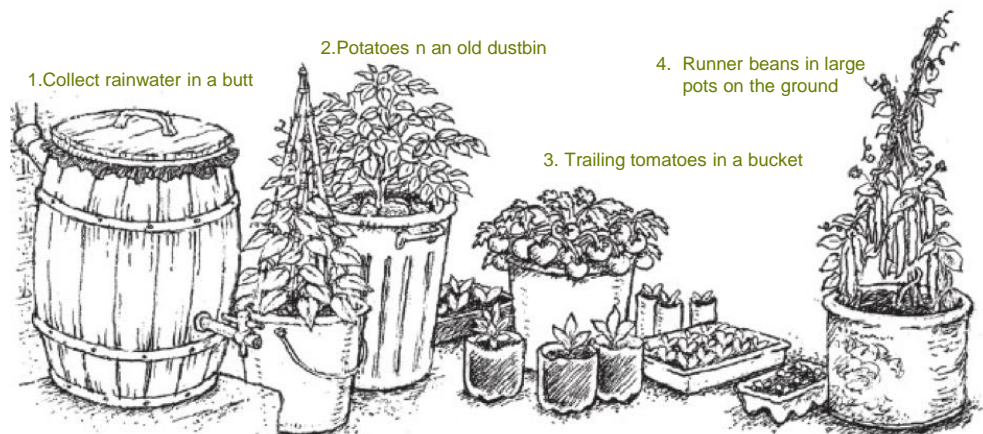 1.Collect rainwater in a butt
2.Potatoes n an old dustbin
3. Trailing tomatoes in a bucket
4. Runner beans in large
pots on the ground